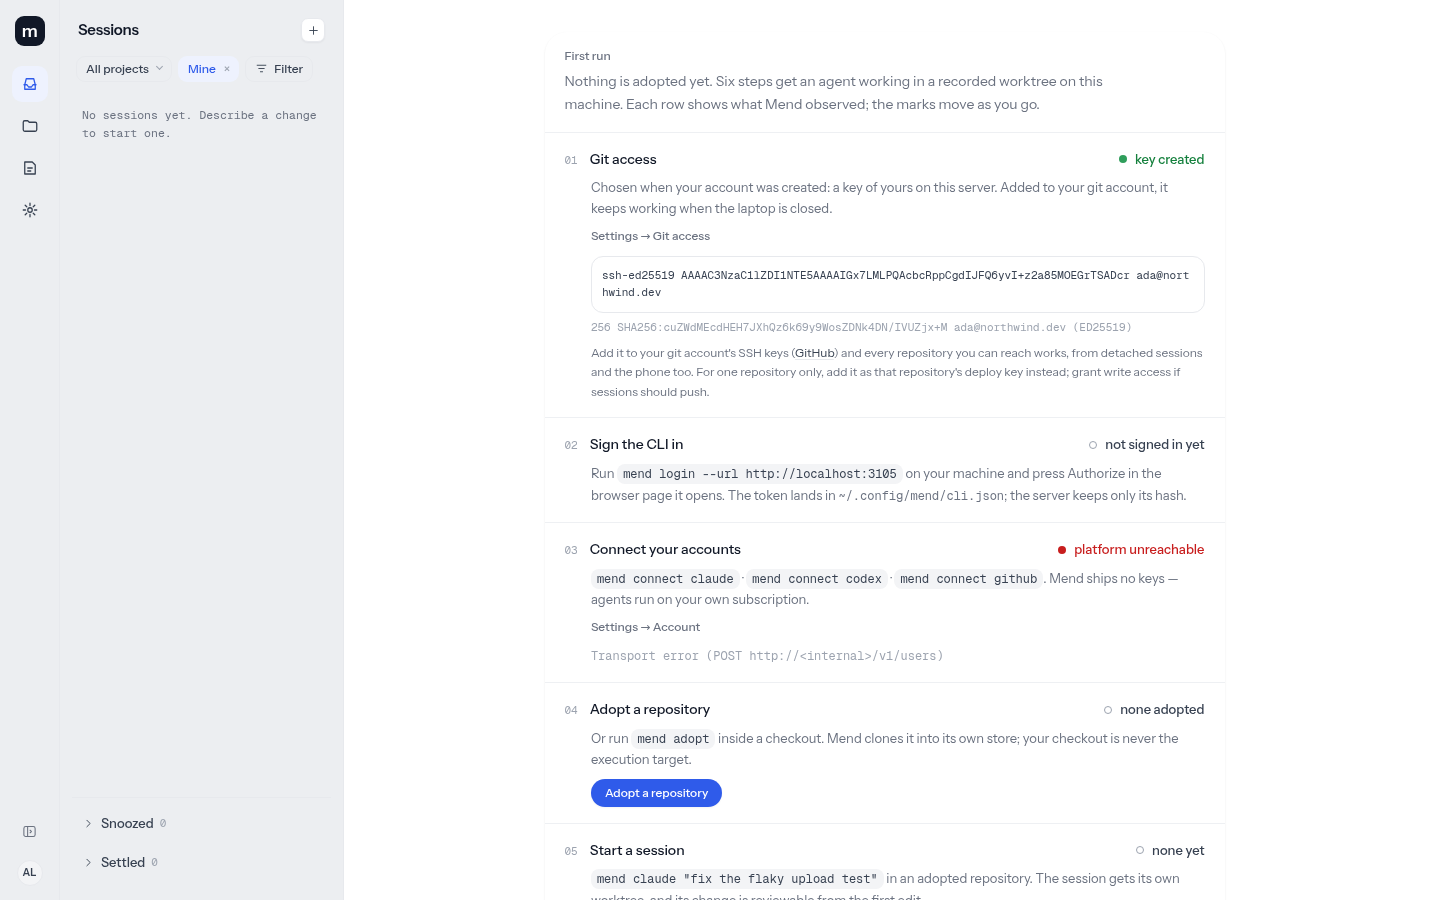 m
Sessions
+
All projects
Mine ×
Filter
No sessions yet. Describe a change
to start one.
Snoozed 0
Settled 0
AL
First run
Nothing is adopted yet. Six steps get an agent working in a recorded worktree on this
machine. Each row shows what Mend observed; the marks move as you go.
01 Git access
key created
Chosen when your account was created: a key of yours on this server. Added to your git account, it
keeps working when the laptop is closed.
Settings → Git access
ssh-ed25519 AAAAC3NzaC1lZDI1NTE5AAAAIGx7LMLPQAcbcRppCgdIJFQ6yvI+z2a85MOEGrTSADcr ada@nort
hwind.dev
256 SHA256:cuZWdMEcdHEH7JXhQz6k69y9WosZDNk4DN/IVUZjx+M ada@northwind.dev (ED25519)
Add it to your git account's SSH keys (GitHub) and every repository you can reach works, from detached sessions
and the phone too. For one repository only, add it as that repository's deploy key instead; grant write access if
sessions should push.
02 Sign the CLI in
not signed in yet
Run mend login --url http://localhost:3105 on your machine and press Authorize in the
browser page it opens. The token lands in ~/.config/mend/cli.json; the server keeps only its hash.
03 Connect your accounts
platform unreachable
mend connect claude · mend connect codex · mend connect github. Mend ships no keys —
agents run on your own subscription.
Settings → Account
Transport error (POST http://<internal>/v1/users)
04 Adopt a repository
none adopted
Or run mend adopt inside a checkout. Mend clones it into its own store; your checkout is never the
execution target.
Adopt a repository
05 Start a session
none yet
mend claude "fix the flaky upload test" in an adopted repository. The session gets its own
worktree, and its change is reviewable from the first edit.